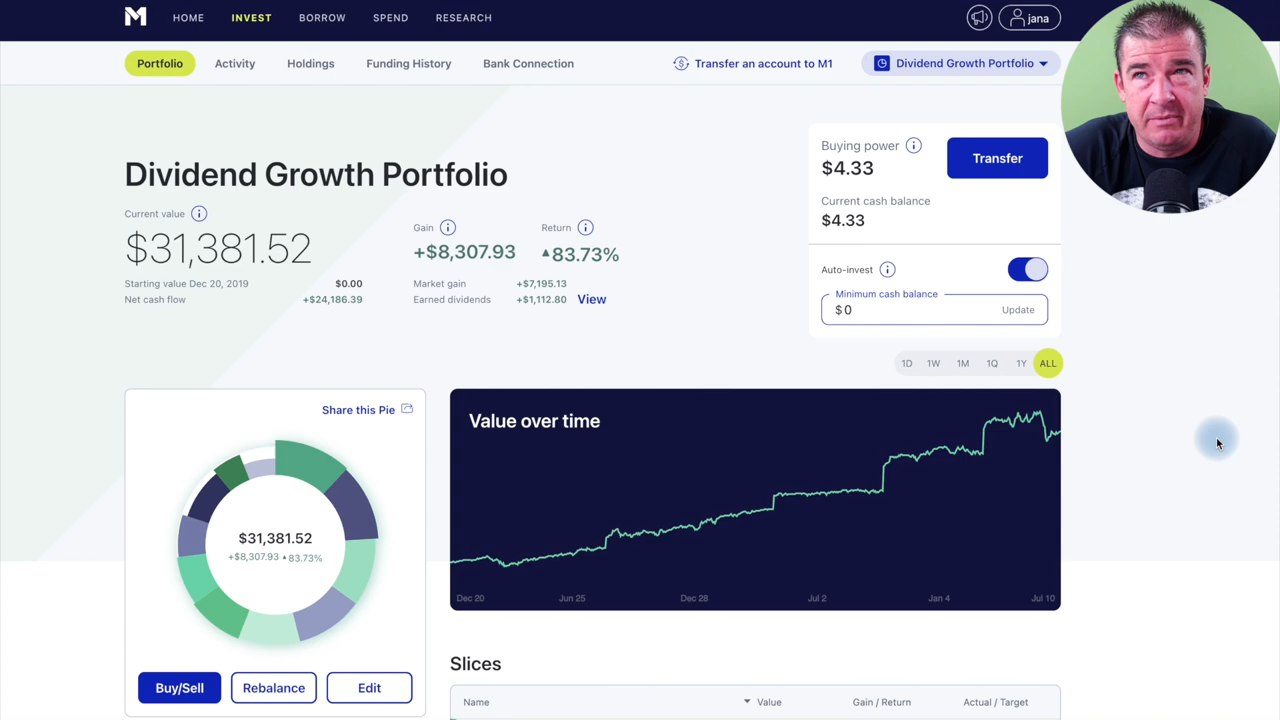 M HOME INVEST BORROW SPEND RESEARCH jana
Portfolio Activity Holdings Funding History Bank Connection Transfer an account to M1 Dividend Growth Portfolio
Dividend Growth Portfolio
Current value
$31,381.52
Starting value Dec 20, 2019 $0.00
Net cash flow +$24,186.39
Gain
+$8,307.93
Return
83.73%
Market gain +$7,195.13
Earned dividends +$1,112.80 View
Buying power
$4.33
Transfer
Current cash balance
$4.33
Auto-invest
Minimum cash balance
$ 0 Update
1D 1W 1M 1Q 1Y ALL
Share this Pie
$31,381.52
+$8,307.93 83.73%
Buy/Sell Rebalance Edit
Value over time
Dec 20 Jun 25 Dec 28 Jul 2 Jan 4 Jul 10
Slices
Name Value Gain / Return Actual / Target